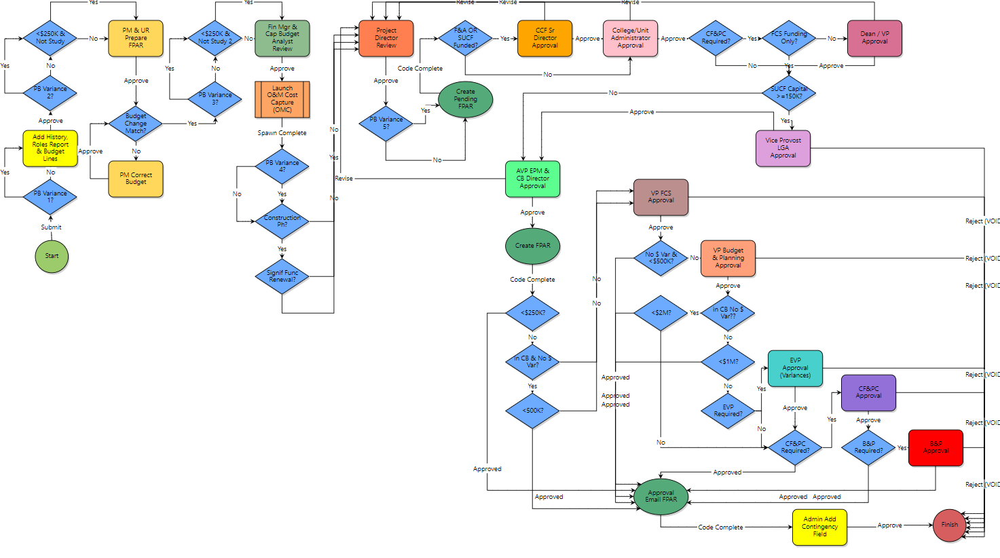 Yes
Yes
Revise
Revise
Revise
<$250K &
Not Study
No
PM & UR
Prepare
FPAR
<$250K &
Not Study 2
No
Fin Mgr &
Cap Budget
Analyst
Review
Project
Director
Review
F&A OR
SUCF
Funded?
Yes
CCF Sr
Director
Approval
Approve
College/Unit
Administrator
Approval
Approve
CF&PC
Required?
Yes
FCS Funding
Only?
No
Dean / VP
Approval
Yes
No
Yes
No
Approve
Code Complete
No
No
Yes
Approve
Approve
Approve
PB Variance
2?
PB Variance
3?
Launch
O&M Cost
Capture
(OMC)
Create
Pending
FPAR
No
SUCF Capital
>=150K?
Yes
Approve
Yes
Approve
Budget
Change
Match?
Yes
No
PB Variance
5?
Spawn Complete
Add History,
Roles Report
& Budget
Lines
Approve
No
Yes
No
Vice Provost
LGA
Approval
Yes
No
PM Correct
Budget
PB Variance
4?
Revise
AVP EPM &
CB Director
Approval
PB Variance
1?
No
Yes
No
VP FCS
Approval
Submit
Construction
Ph?
Approve
Approve
Reject (VOID
Start
Yes
Create FPAR
No $ Var &
<$500K?
No
VP Budget
& Planning
Approval
Reject (VOID
Signif Func
Renewal?
Code Complete
No
Approve
Reject (VOID
No
<$250K?
<$2M?
Yes
in CB No $
Var??
No
No
in CB & No $
Var?
<$1M?
EVP
Approval
(Variances)
Reject (VOID
Approved
Yes
No
Yes
CF&PC
Approval
Approved
Approved
<500K?
EVP
Required?
Approve
Yes
Approve
Reject (VOID
No
No
CF&PC
Required?
B&P
Required?
Yes
B&P
Approval
Approved
Approved
Reject (VOID
Approved
Approval
Email FPAR
Approved
Approved
Code Complete
Admin Add
Contingency
Field
Approve
Finish